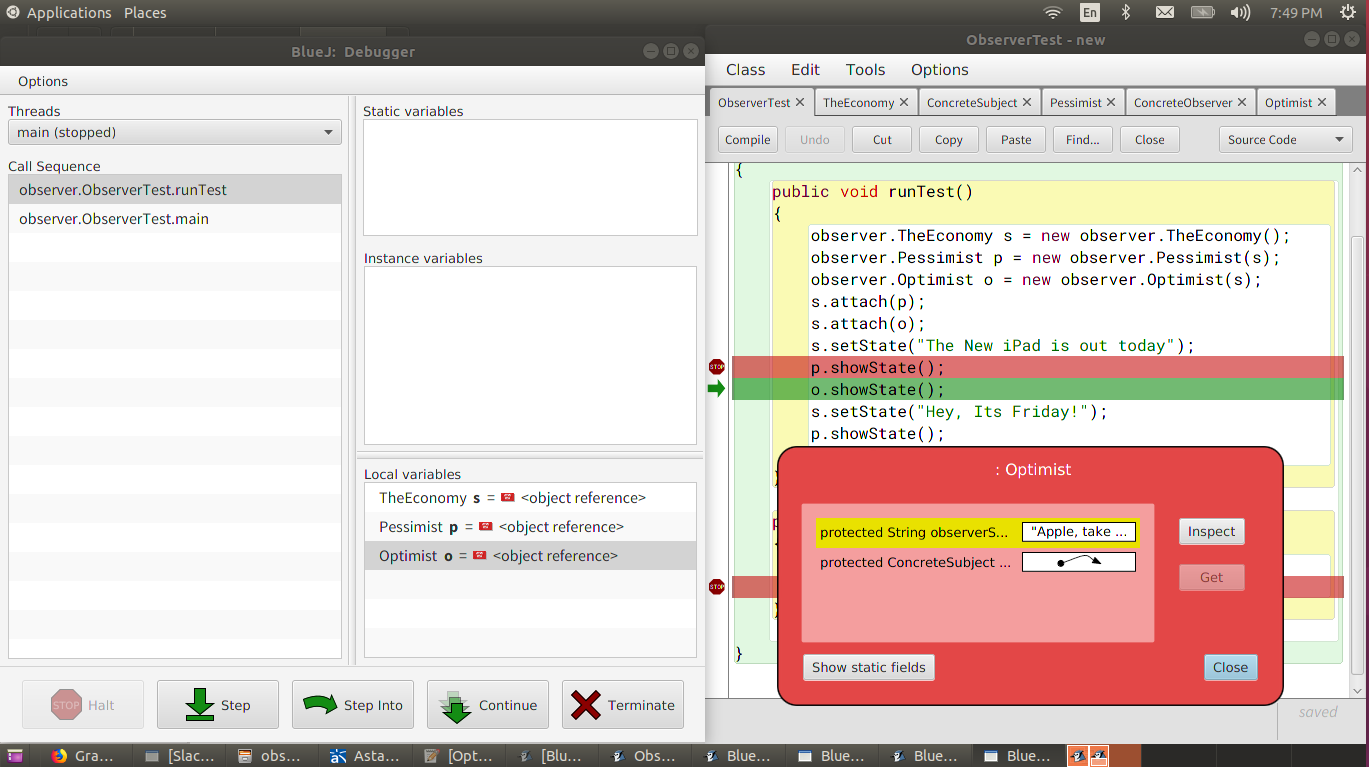 Applications Places
En 7:49 PM
BlueJ: Debugger
Options
Threads
main (stopped)
Call Sequence
observer.ObserverTest.runTest
observer.ObserverTest.main
Static variables
Instance variables
Local variables
TheEconomy s = <object reference>
Pessimist p = <object reference>
Optimist o = <object reference>
STOP Halt
Step
Step Into
Continue
Terminate
ObserverTest - new
Class Edit Tools Options
ObserverTest TheEconomy ConcreteSubject Pessimist ConcreteObserver Optimist
Compile Undo Cut Copy Paste Find... Close Source Code
{
public void runTest()
{
observer.TheEconomy s = new observer.TheEconomy();
observer.Pessimist p = new observer.Pessimist(s);
observer.Optimist o = new observer.Optimist(s);
s.attach(p);
s.attach(o);
s.setState("The New iPad is out today");
STOP p.showState();
o.showState();
s.setState("Hey, Its Friday!");
p.showState();
: Optimist
protected String observerS... "Apple, take ...
protected ConcreteSubject ...
Inspect
Get
STOP
Show static fields
Close
}
saved
Gra... [Slac... obs... Asta... [Opt... [Blu... Obs... Blue... Blue... Blue... Blue...